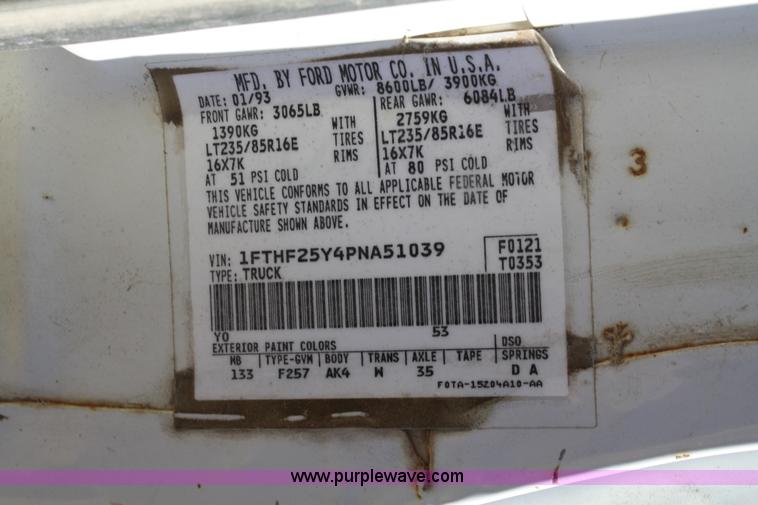 MFD. BY FORD MOTOR CO. IN U.S.A.
DATE: 01/93 GVWR: 8600LB/ 3900KG
FRONT GAWR: 3065LB REAR GAWR: 6084LB
1390KG WITH 2759KG WITH
LT235/85R16E TIRES LT235/85R16E TIRES
16X7K RIMS 16X7K RIMS
AT 51 PSI COLD AT 80 PSI COLD
THIS VEHICLE CONFORMS TO ALL APPLICABLE FEDERAL MOTOR
VEHICLE SAFETY STANDARDS IN EFFECT ON THE DATE OF
MANUFACTURE SHOWN ABOVE.
VIN: 1FTHF25Y4PNA51039 F0121
TYPE: TRUCK T0353
YO 53
EXTERIOR PAINT COLORS DSO
WB TYPE-GVM BODY TRANS AXLE TAPE SPRINGS
133 F257 AK4 W 35 D A
F0TA-15204A10-AA
www.purplewave.com